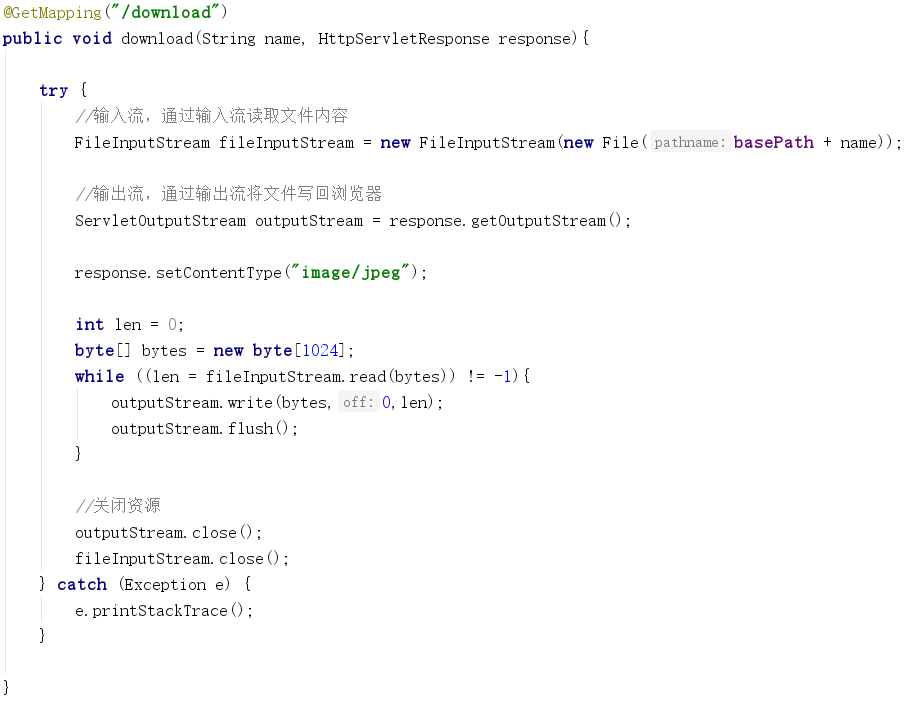 @GetMapping("/download")
public void download(String name, HttpServletResponse response){
try {
//输入流，通过输入流读取文件内容
FileInputStream fileInputStream = new FileInputStream(new File( pathname: basePath + name));
//输出流，通过输出流将文件写回浏览器
ServletOutputStream outputStream = response.getOutputStream();
response.setContentType("image/jpeg");
int len = 0;
byte[] bytes = new byte[1024];
while ((len = fileInputStream.read(bytes)) != -1){
outputStream.write(bytes, off: 0,len);
outputStream.flush();
}
//关闭资源
outputStream.close();
fileInputStream.close();
} catch (Exception e) {
e.printStackTrace();
}
}